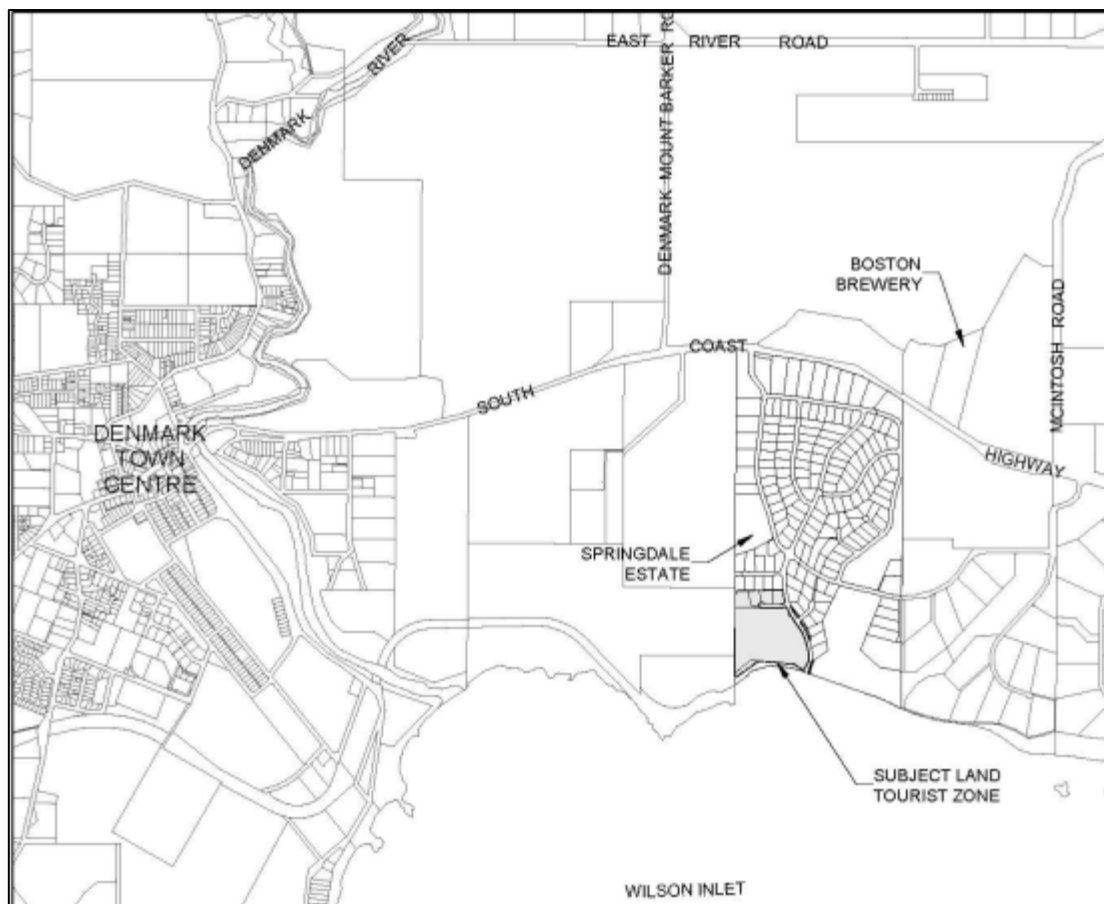 EAST RIVER ROAD
DENMARK RIVER
DENMARK MOUNT BARKER RO
BOSTON
BREWERY
MCINTOSH ROAD
SOUTH COAST HIGHWAY
DENMARK
TOWN
CENTRE
SPRINGDALE
ESTATE
SUBJECT LAND
TOURIST ZONE
WILSON INLET